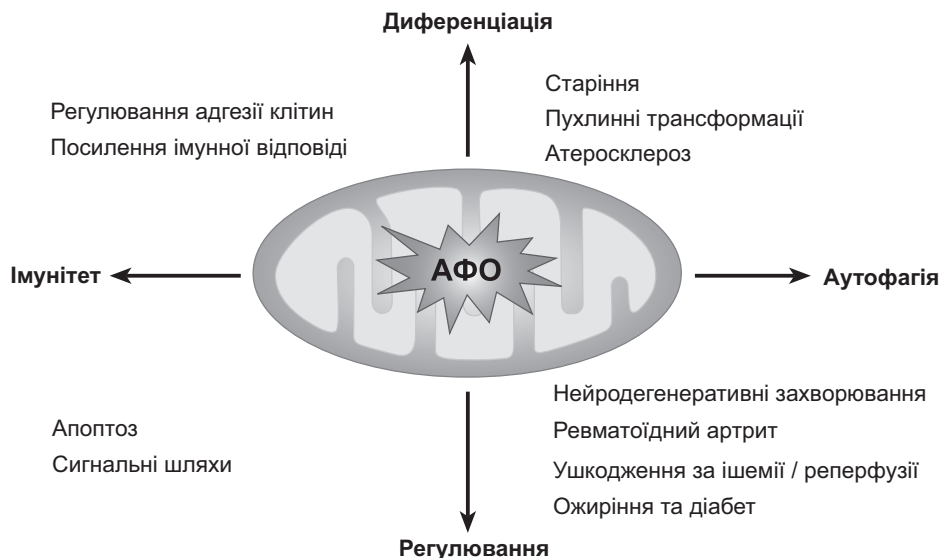 Диференціація
Регулювання адгезії клітин
Посилення імунної відповіді
Старіння
Пухлинні трансформації
Атеросклероз
Імунітет
АФО
Аутофагія
Апоптоз
Сигнальні шляхи
Нейродегенеративні захворювання
Ревматоїдний артрит
Ушкодження за ішемії / реперфузії
Ожиріння та діабет
Регулювання